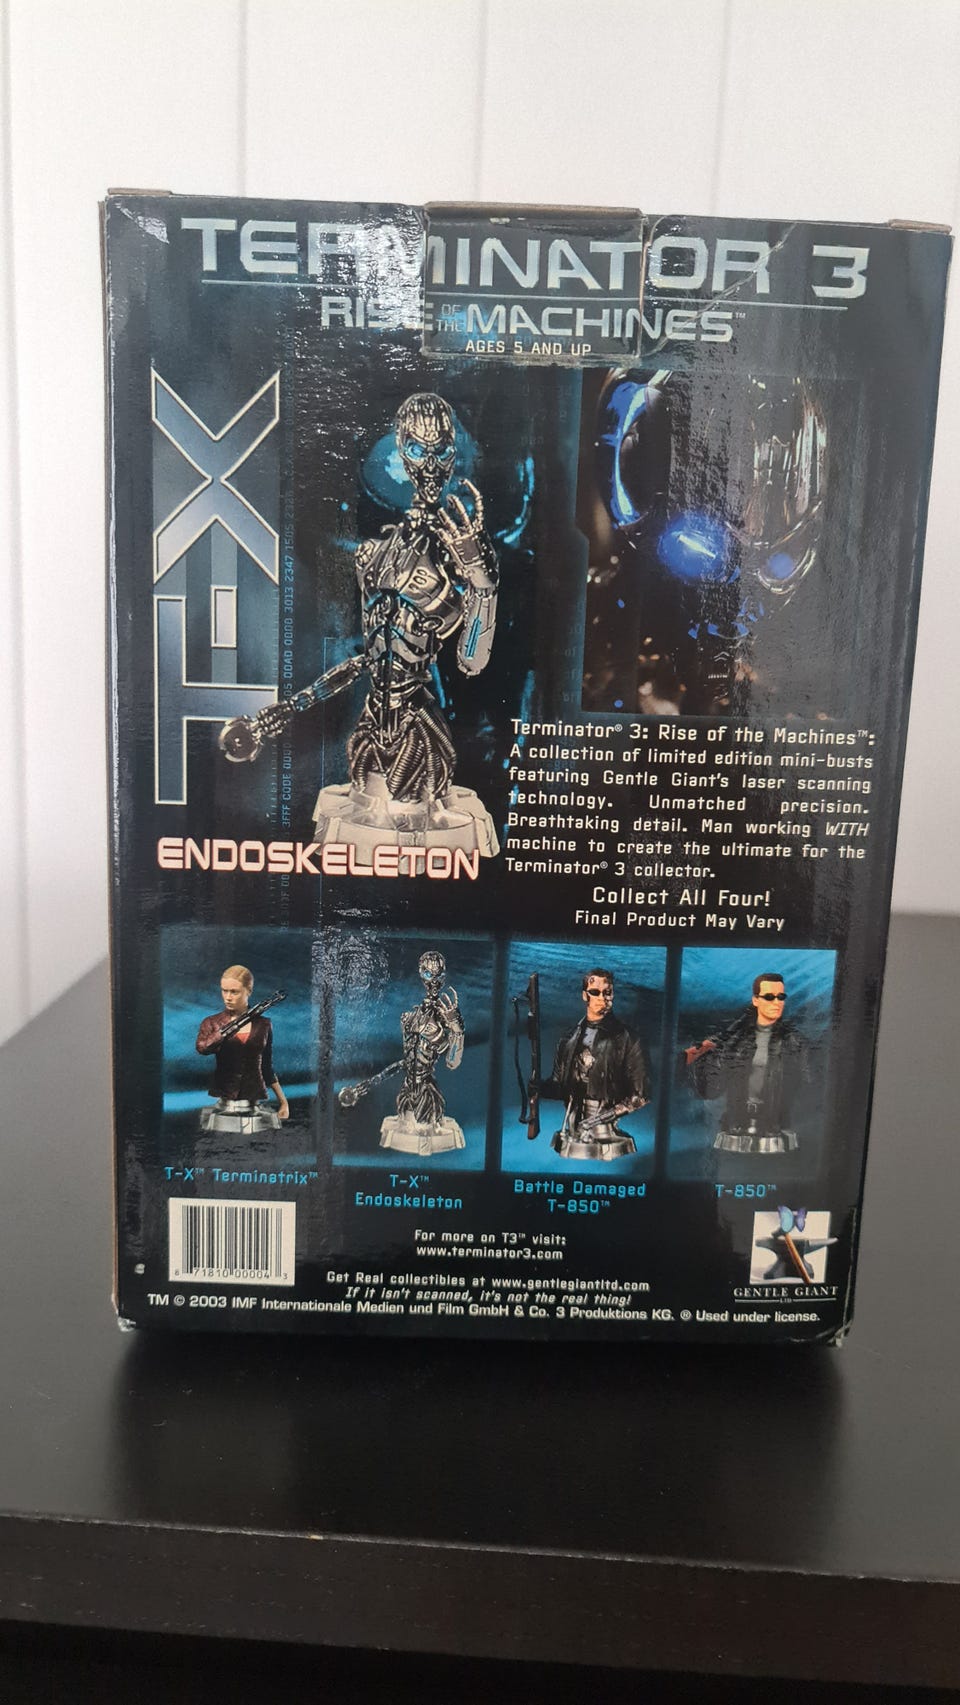 TERMINATOR 3
RISE OF THE MACHINES™
AGES 5 AND UP
T-X
ENDOSKELETON
Terminator® 3: Rise of the Machines™:
A collection of limited edition mini-busts
featuring Gentle Giant's laser scanning
technology. Unmatched precision.
Breathtaking detail. Man working WITH
machine to create the ultimate for the
Terminator® 3 collector.
Collect All Four!
Final Product May Vary
T-X™ Terminatrix™
T-X™
Endoskeleton
Battle Damaged
T-850™
T-850™
8 71810 00004 3
For more on T3™ visit:
www.terminator3.com
Get Real collectibles at www.gentlegiantltd.com
If it isn't scanned, it's not the real thing!
GENTLE GIANT
LTD
TM © 2003 IMF Internationale Medien und Film GmbH & Co. 3 Produktions KG. ® Used under license.